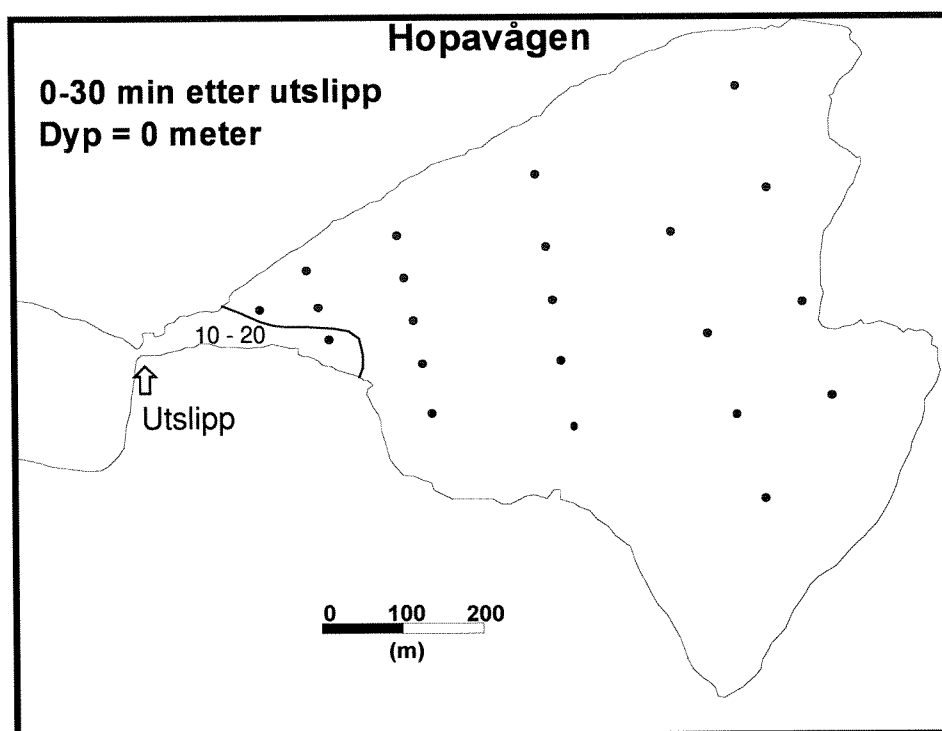 Hopavågen
0-30 min etter utslipp
Dyp = 0 meter
10 - 20
Utslipp
0 100 200
(m)